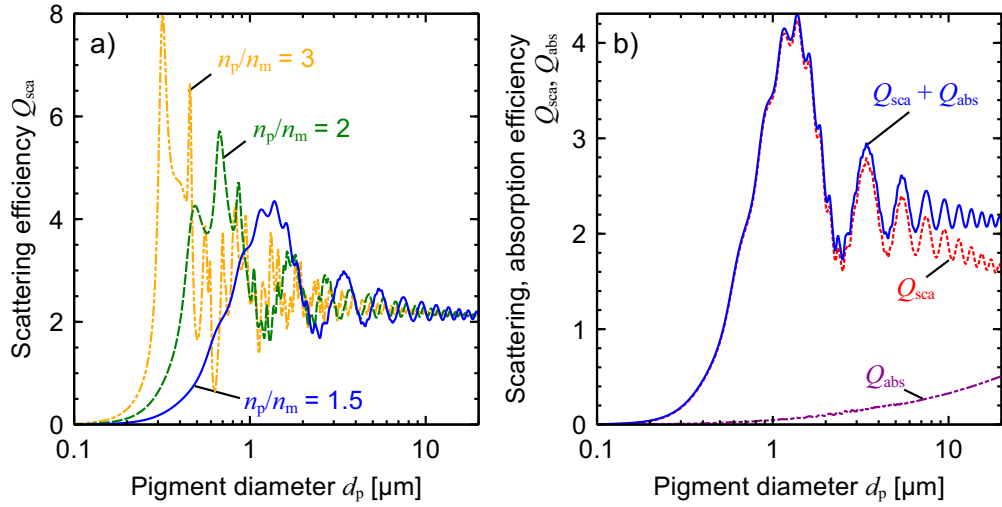 a)
n_p/n_m = 3
n_p/n_m = 2
n_p/n_m = 1.5
Scattering efficiency Q_sca
8
6
4
2
0
0.1
1
10
Pigment diameter d_p [µm]
b)
Q_sca + Q_abs
Q_sca
Q_abs
Scattering, absorption efficiency
Q_sca, Q_abs
4
3
2
1
0
0.1
1
10
Pigment diameter d_p [µm]